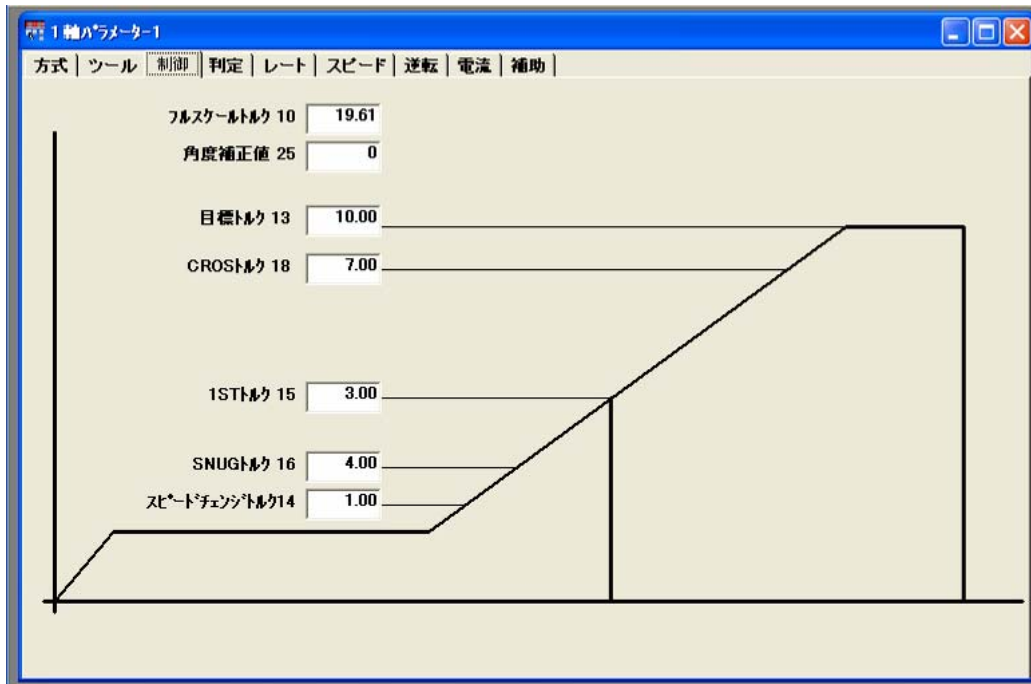 1軸ﾊﾟﾗﾒｰﾀｰ-1
方式 ツール 制御 判定 レート スピード 逆転 電流 補助
ﾌﾙｽｹｰﾙﾄﾙｸ 10 19.61
角度補正値 25 0
目標ﾄﾙｸ 13 10.00
CROSﾄﾙｸ 18 7.00
1STﾄﾙｸ 15 3.00
SNUGﾄﾙｸ 16 4.00
ｽﾋﾟｰﾄﾞﾁｪﾝｼﾞﾄﾙｸ14 1.00